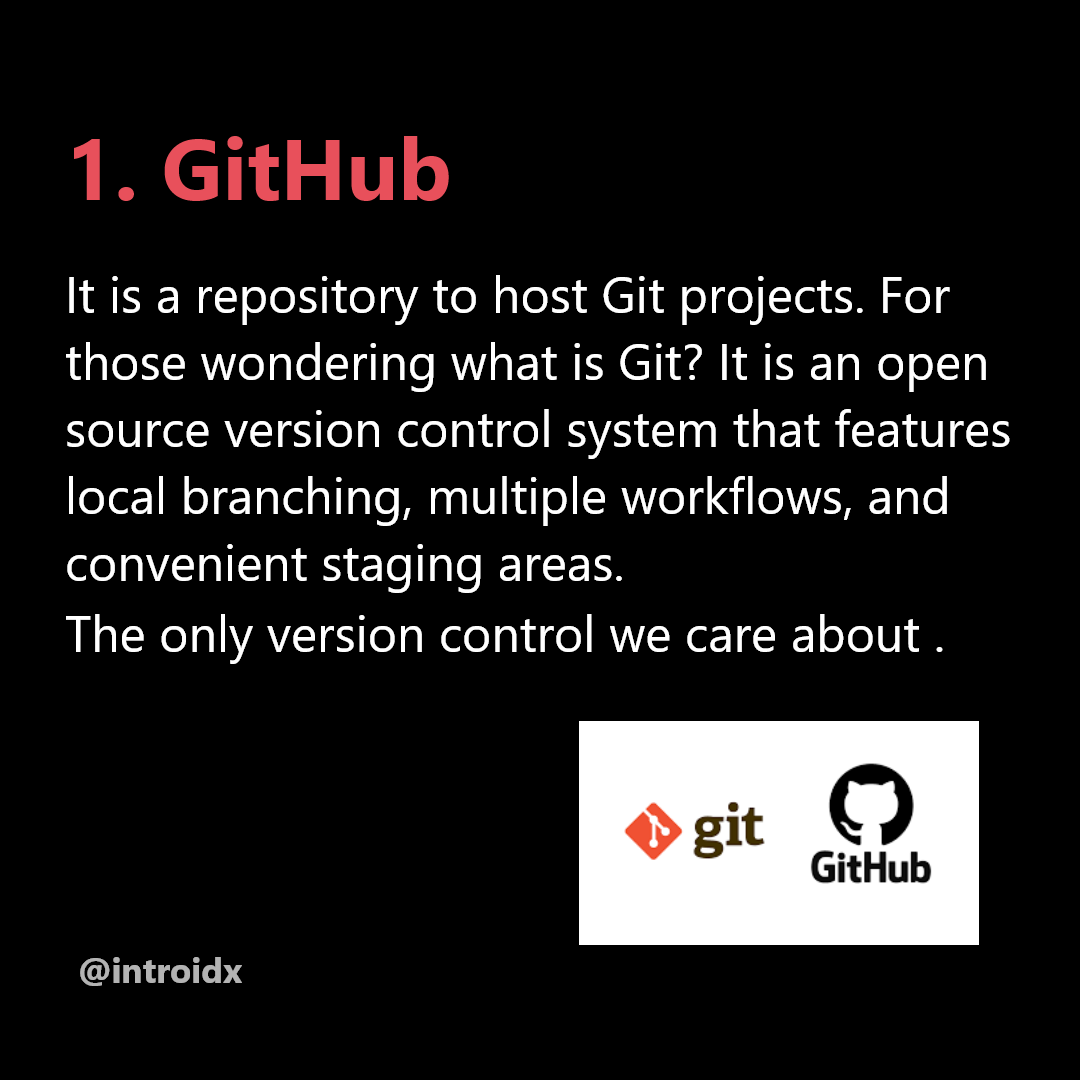 1. GitHub
It is a repository to host Git projects. For
those wondering what is Git? It is an open
source version control system that features
local branching, multiple workflows, and
convenient staging areas.
The only version control we care about .
git
GitHub
@introidx